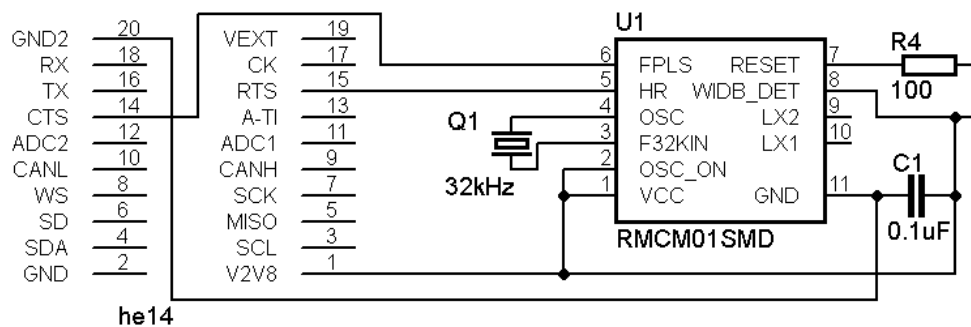 GND2 20
RX 18
TX 16
CTS 14
ADC2 12
CANL 10
WS 8
SD 6
SDA 4
GND 2
he14
VEXT 19
CK 17
RTS 15
A-TI 13
ADC1 11
CANH 9
SCK 7
MISO 5
SCL 3
V2V8 1
Q1
32kHz
U1
6 FPLS RESET 7
5 HR WIDB_DET 8
4 OSC LX2 9
3 F32KIN LX1 10
2 OSC_ON
1 VCC GND 11
RMCM01SMD
R4
100
C1
0.1uF